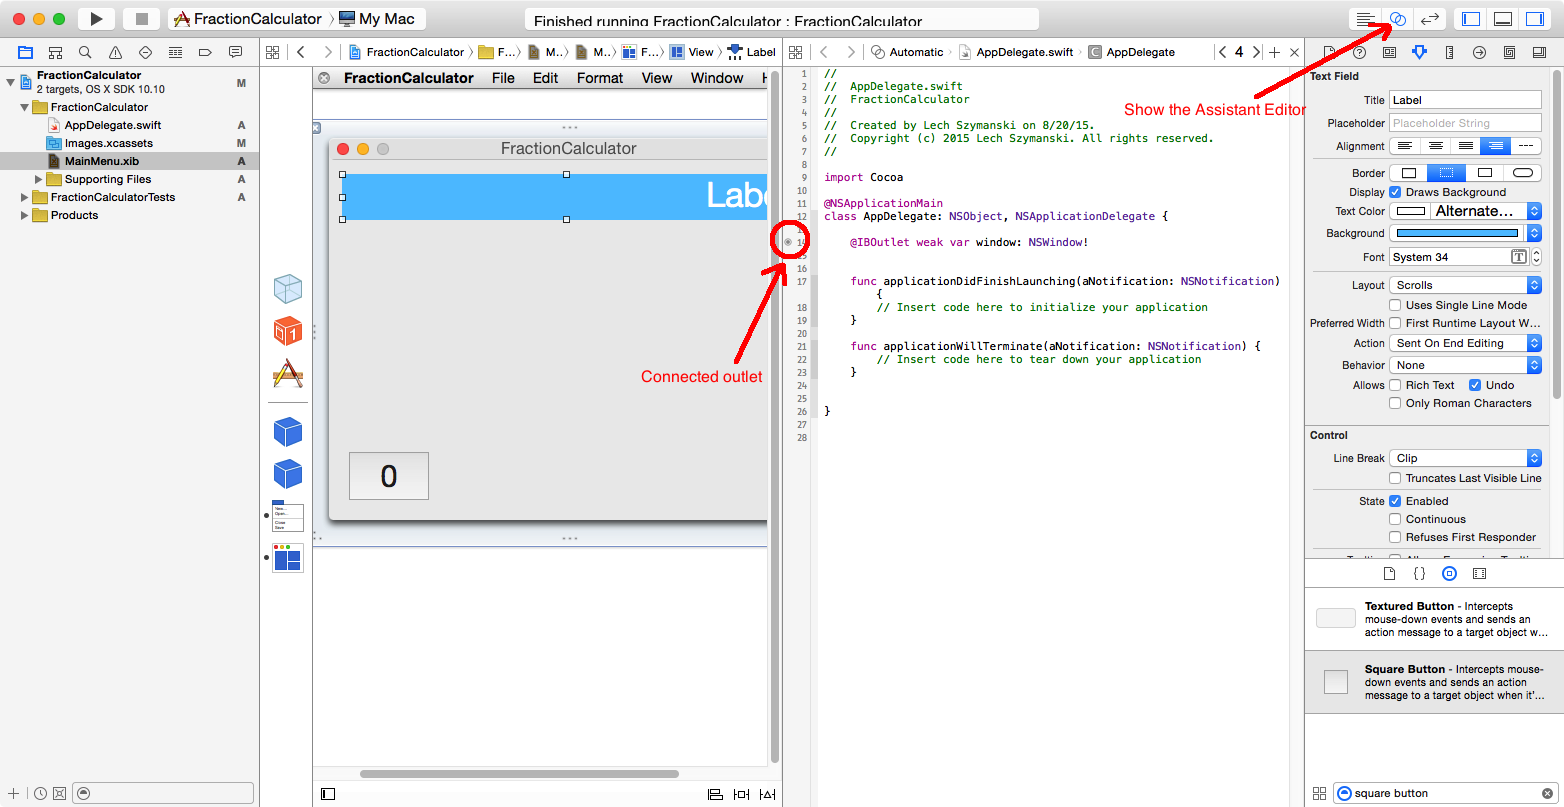 FractionCalculator
My Mac
Finished running FractionCalculator : FractionCalculator
FractionCalculator M
2 targets, OS X SDK 10.10
FractionCalculator
AppDelegate.swift A
Images.xcassets M
MainMenu.xib A
Supporting Files A
FractionCalculatorTests A
Products
FractionCalculator F... M.. M... F... View Label
FractionCalculator File Edit Format View Window
FractionCalculator
Label
0
New...
Open...
Close
Save
Automatic AppDelegate.swift C AppDelegate 4
1 //
2 // AppDelegate.swift
3 // FractionCalculator
4 //
5 // Created by Lech Szymanski on 8/20/15.
6 // Copyright (c) 2015 Lech Szymanski. All rights reserved.
7 //
8
9 import Cocoa
10
11 @NSApplicationMain
12 class AppDelegate: NSObject, NSApplicationDelegate {
13
14 @IBOutlet weak var window: NSWindow!
15
16
17 func applicationDidFinishLaunching(aNotification: NSNotification)
{
18 // Insert code here to initialize your application
19 }
20
21 func applicationWillTerminate(aNotification: NSNotification) {
22 // Insert code here to tear down your application
23 }
24
25
26 }
27
28
Show the Assistant Editor
Connected outlet
Text Field
Title Label
Placeholder Placeholder String
Alignment
Border
Display Draws Background
Text Color Alternate...
Background
Font System 34 T
Layout Scrolls
Uses Single Line Mode
Preferred Width First Runtime Layout W...
Action Sent On End Editing
Behavior None
Allows Rich Text Undo
Only Roman Characters
Control
Line Break Clip
Truncates Last Visible Line
State Enabled
Continuous
Refuses First Responder
Textured Button - Intercepts
mouse-down events and sends an
action message to a target object w...
Square Button - Intercepts mouse-
down events and sends an action
message to a target object when it'...
square button